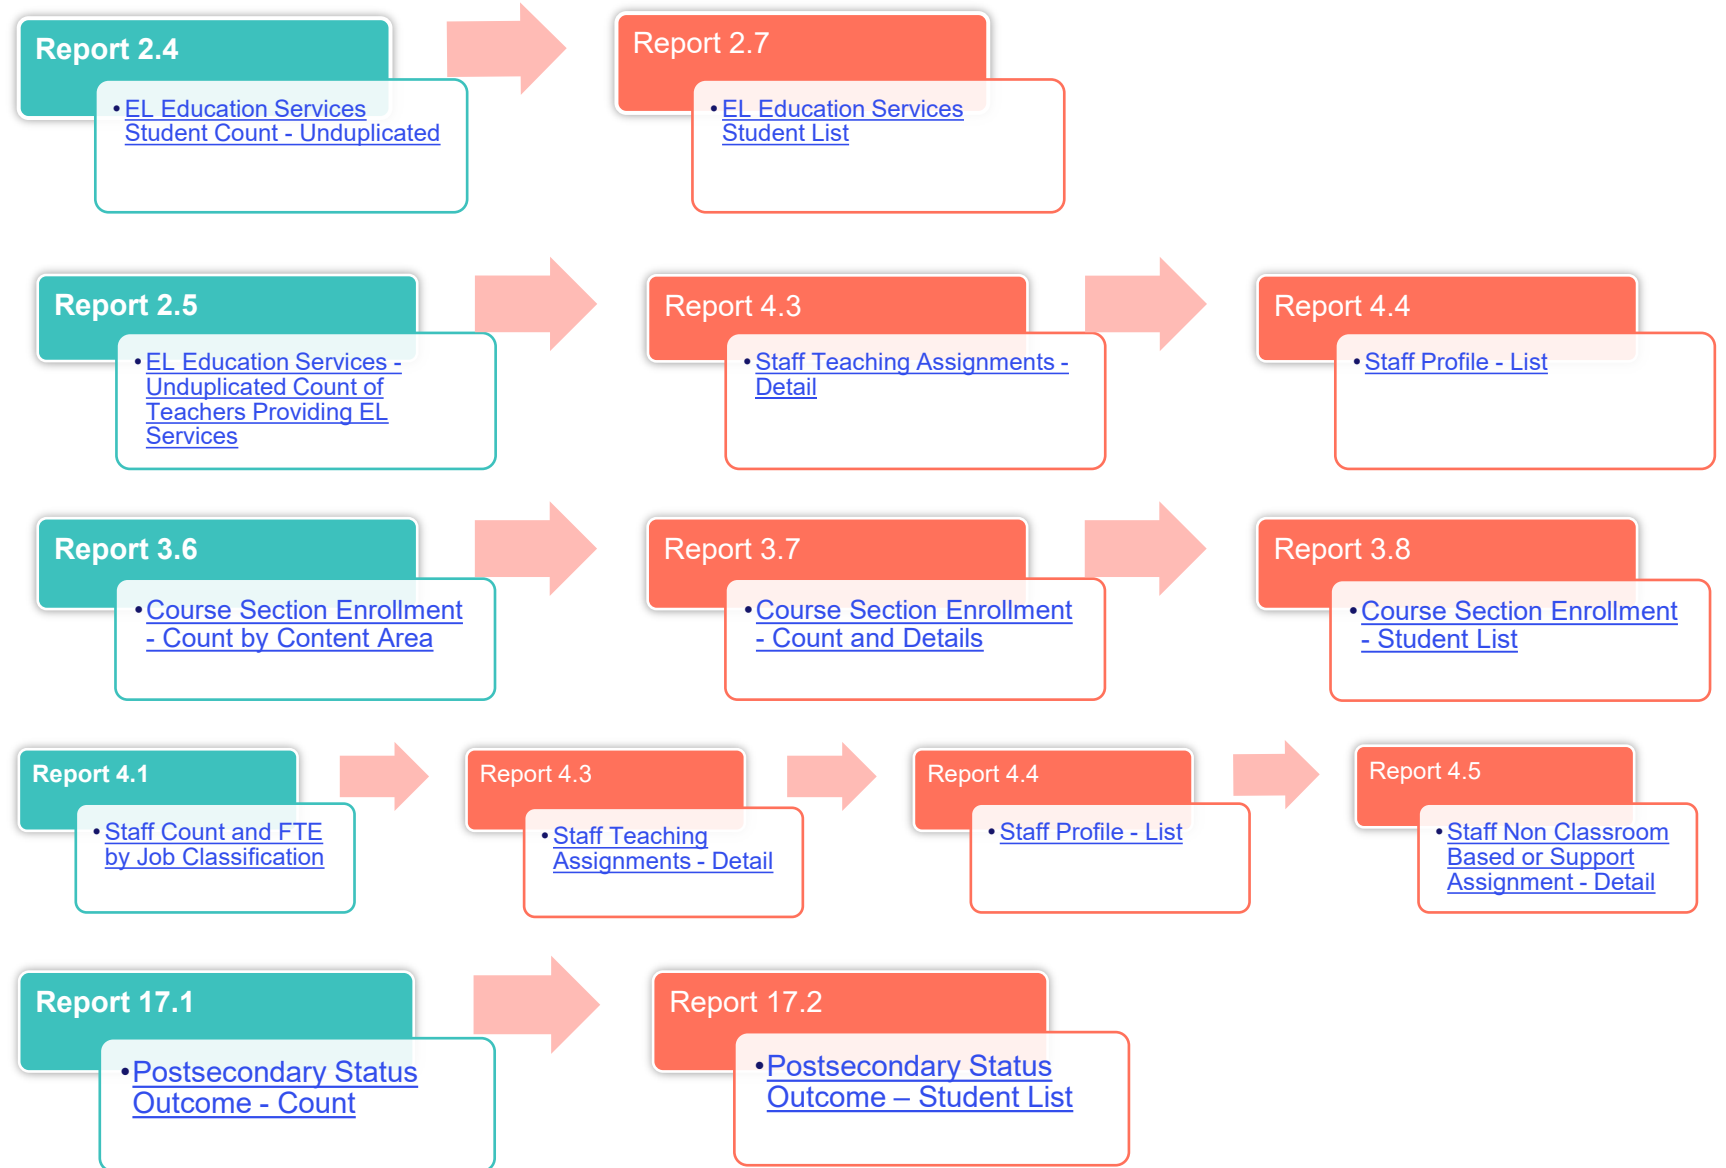 Report 2.4
• EL Education Services
Student Count - Unduplicated
Report 2.7
• EL Education Services
Student List
Report 2.5
• EL Education Services -
Unduplicated Count of
Teachers Providing EL
Services
Report 4.3
• Staff Teaching Assignments -
Detail
Report 4.4
• Staff Profile - List
Report 3.6
• Course Section Enrollment
- Count by Content Area
Report 3.7
• Course Section Enrollment
- Count and Details
Report 3.8
• Course Section Enrollment
- Student List
Report 4.1
• Staff Count and FTE
by Job Classification
Report 4.3
• Staff Teaching
Assignments - Detail
Report 4.4
• Staff Profile - List
Report 4.5
• Staff Non Classroom
Based or Support
Assignment - Detail
Report 17.1
• Postsecondary Status
Outcome - Count
Report 17.2
• Postsecondary Status
Outcome – Student List